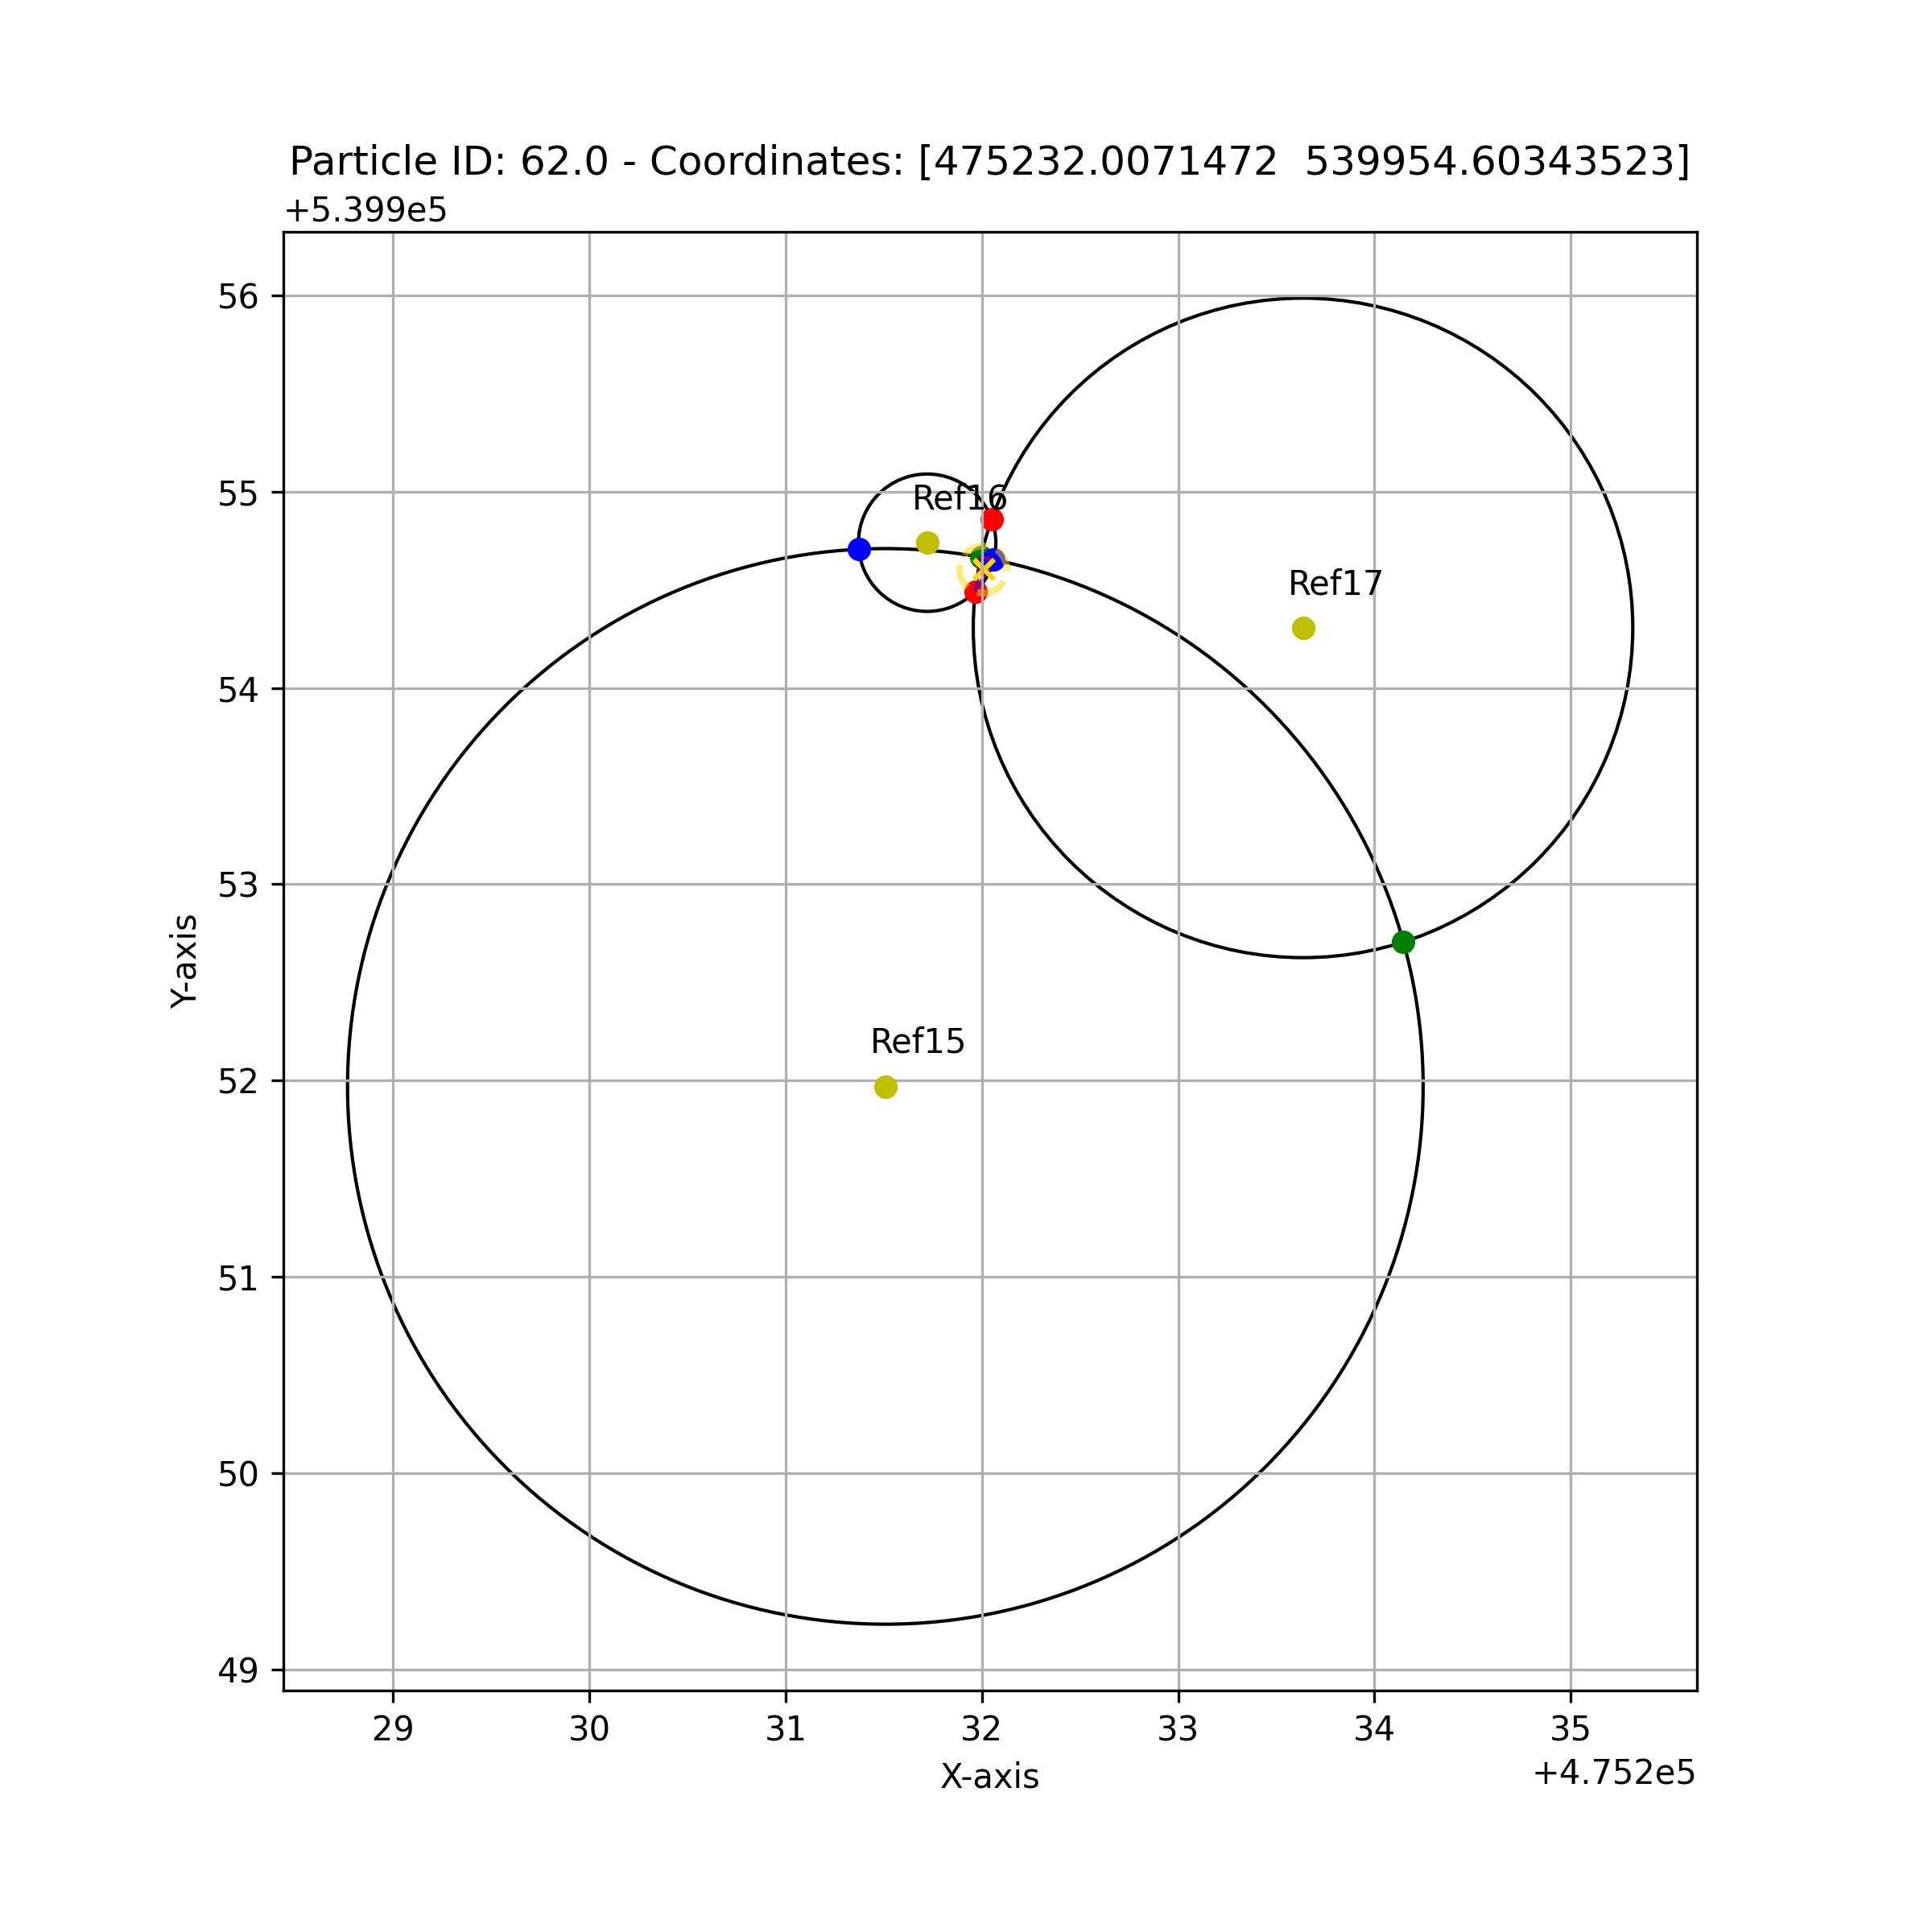 Particle ID: 62.0 - Coordinates: [475232.0071472  539954.60343523]
+5.399e5
56
55
54
53
52
51
50
49
Y-axis
Ref16
Ref17
Ref15
29 30 31 32 33 34 35
X-axis
+4.752e5